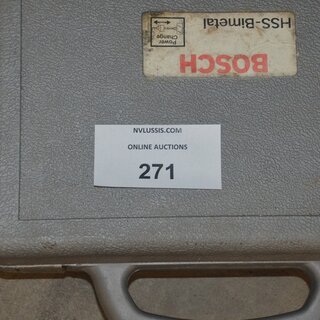 HSS-Bimetal
BOSCH
Power
Change
NVLUSSIS.COM
ONLINE AUCTIONS
271